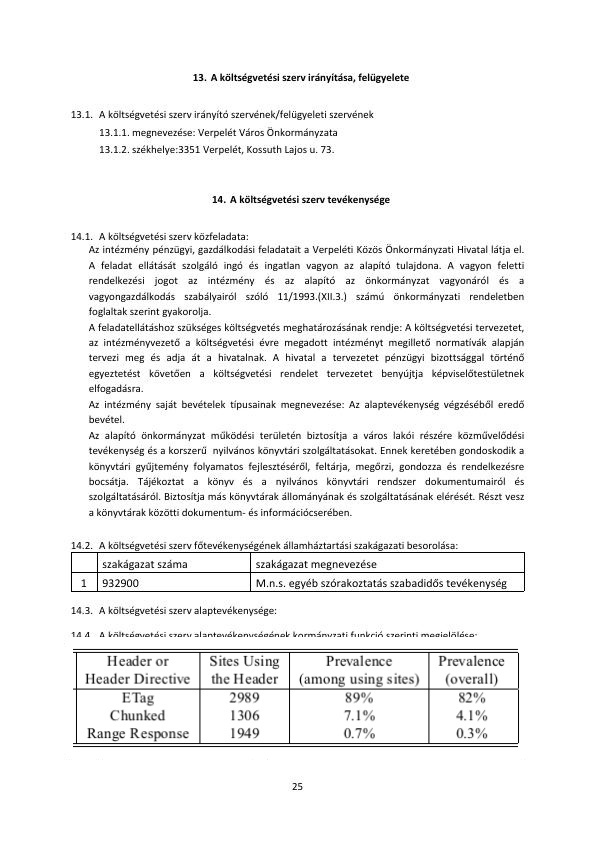 13. A költségvetési szerv irányítása, felügyelete
13.1. A költségvetési szerv irányító szervének/felügyeleti szervének
13.1.1. megnevezése: Verpelét Város Önkormányzata
13.1.2. székhelye:3351 Verpelét, Kossuth Lajos u. 73.
14. A költségvetési szerv tevékenysége
14.1. A költségvetési szerv közfeladata:
Az intézmény pénzügyi, gazdálkodási feladatait a Verpeléti Közös Önkormányzati Hivatal látja el.
A feladat ellátását szolgáló ingó és ingatlan vagyon az alapító tulajdona. A vagyon feletti
rendelkezési jogot az intézmény és az alapító az önkormányzat vagyonáról és a
vagyongazdálkodás szabályairól szóló 11/1993.(XII.3.) számú önkormányzati rendeletben
foglaltak szerint gyakorolja.
A feladatellátáshoz szükséges költségvetés meghatározásának rendje: A költségvetési tervezetet,
az intézményvezető a költségvetési évre megadott intézményt megillető normatívák alapján
tervezi meg és adja át a hivatalnak. A hivatal a tervezetet pénzügyi bizottsággal történő
egyeztetést követően a költségvetési rendelet tervezetet benyújtja képviselőtestületnek
elfogadásra.
Az intézmény saját bevételek típusainak megnevezése: Az alaptevékenység végzéséből eredő
bevétel.
Az alapító önkormányzat működési területén biztosítja a város lakói részére közművelődési
tevékenység és a korszerű nyilvános könyvtári szolgáltatásokat. Ennek keretében gondoskodik a
könyvtári gyűjtemény folyamatos fejlesztéséről, feltárja, megőrzi, gondozza és rendelkezésre
bocsátja. Tájékoztat a könyv és a nyilvános könyvtári rendszer dokumentumairól és
szolgáltatásáról. Biztosítja más könyvtárak állományának és szolgáltatásának elérését. Részt vesz
a könyvtárak közötti dokumentum- és információcserében.
14.2. A költségvetési szerv főtevékenységének államháztartási szakágazati besorolása:
szakágazat száma szakágazat megnevezése
1 932900 M.n.s. egyéb szórakoztatás szabadidős tevékenység
14.3. A költségvetési szerv alaptevékenysége:
14.4. A költségvetési szerv alaptevékenységének kormányzati funkció szerinti megjelölése:
Header or Sites Using Prevalence Prevalence
Header Directive the Header (among using sites) (overall)
ETag 2989 89% 82%
Chunked 1306 7.1% 4.1%
Range Response 1949 0.7% 0.3%
25